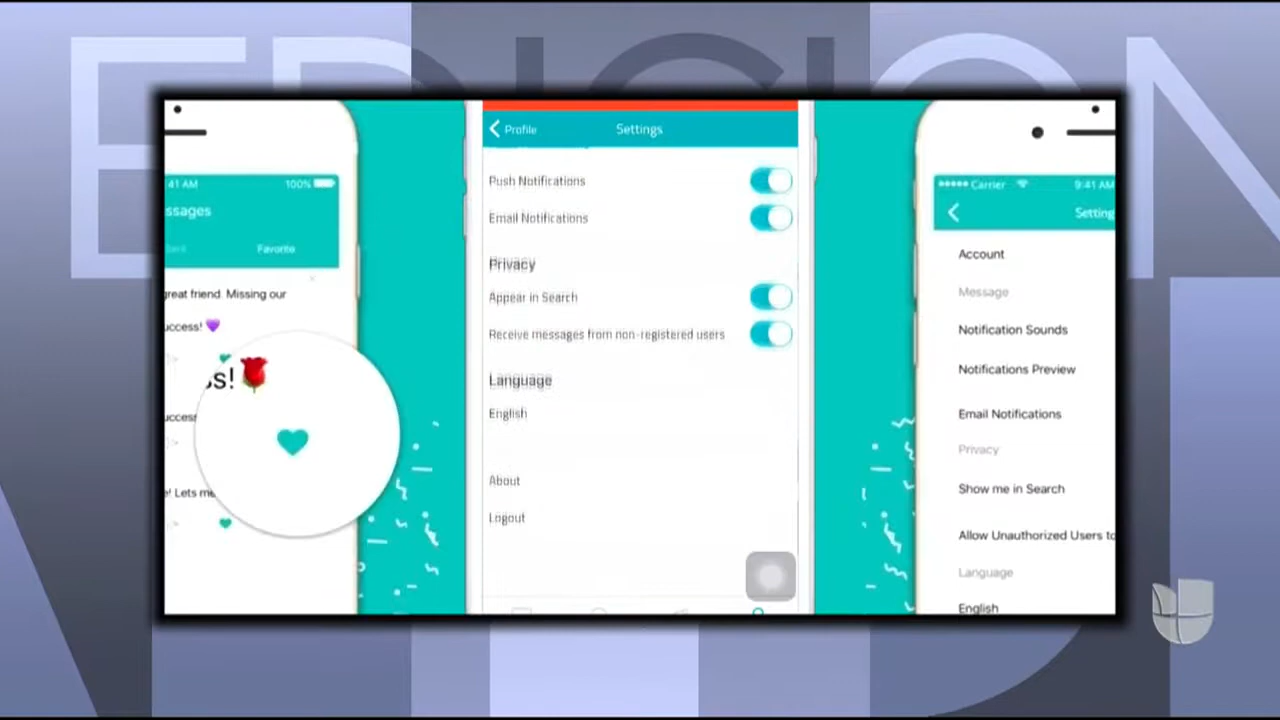 EDICIÓN
41 AM 100%
ssages
Favorite
great friend. Missing our
uccess! 💜
s! 🌹
uccess
e! Lets me
Profile Settings
Push Notifications
Email Notifications
Privacy
Appear in Search
Receive messages from non-registered users
Language
English
About
Logout
Carrier 9:41 AM
Setting
Account
Message
Notification Sounds
Notifications Preview
Email Notifications
Privacy
Show me in Search
Allow Unauthorized Users to
Language
English